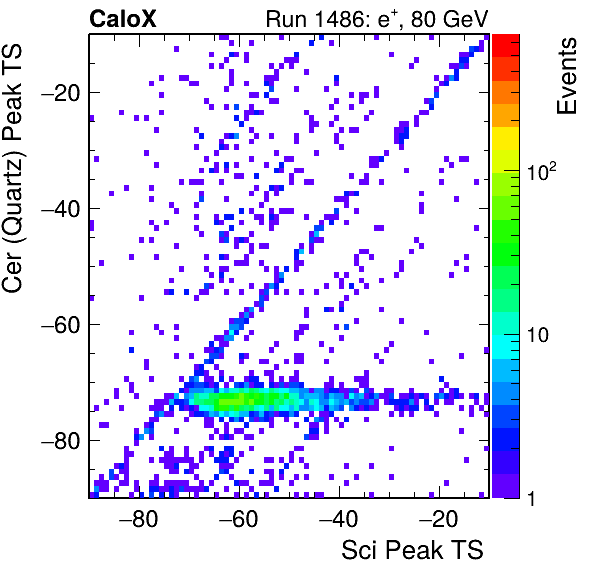 CaloX Run 1486: e+, 80 GeV
Cer (Quartz) Peak TS
Events
−20
−40
−60
−80
10²
10
1
−80 −60 −40 −20
Sci Peak TS